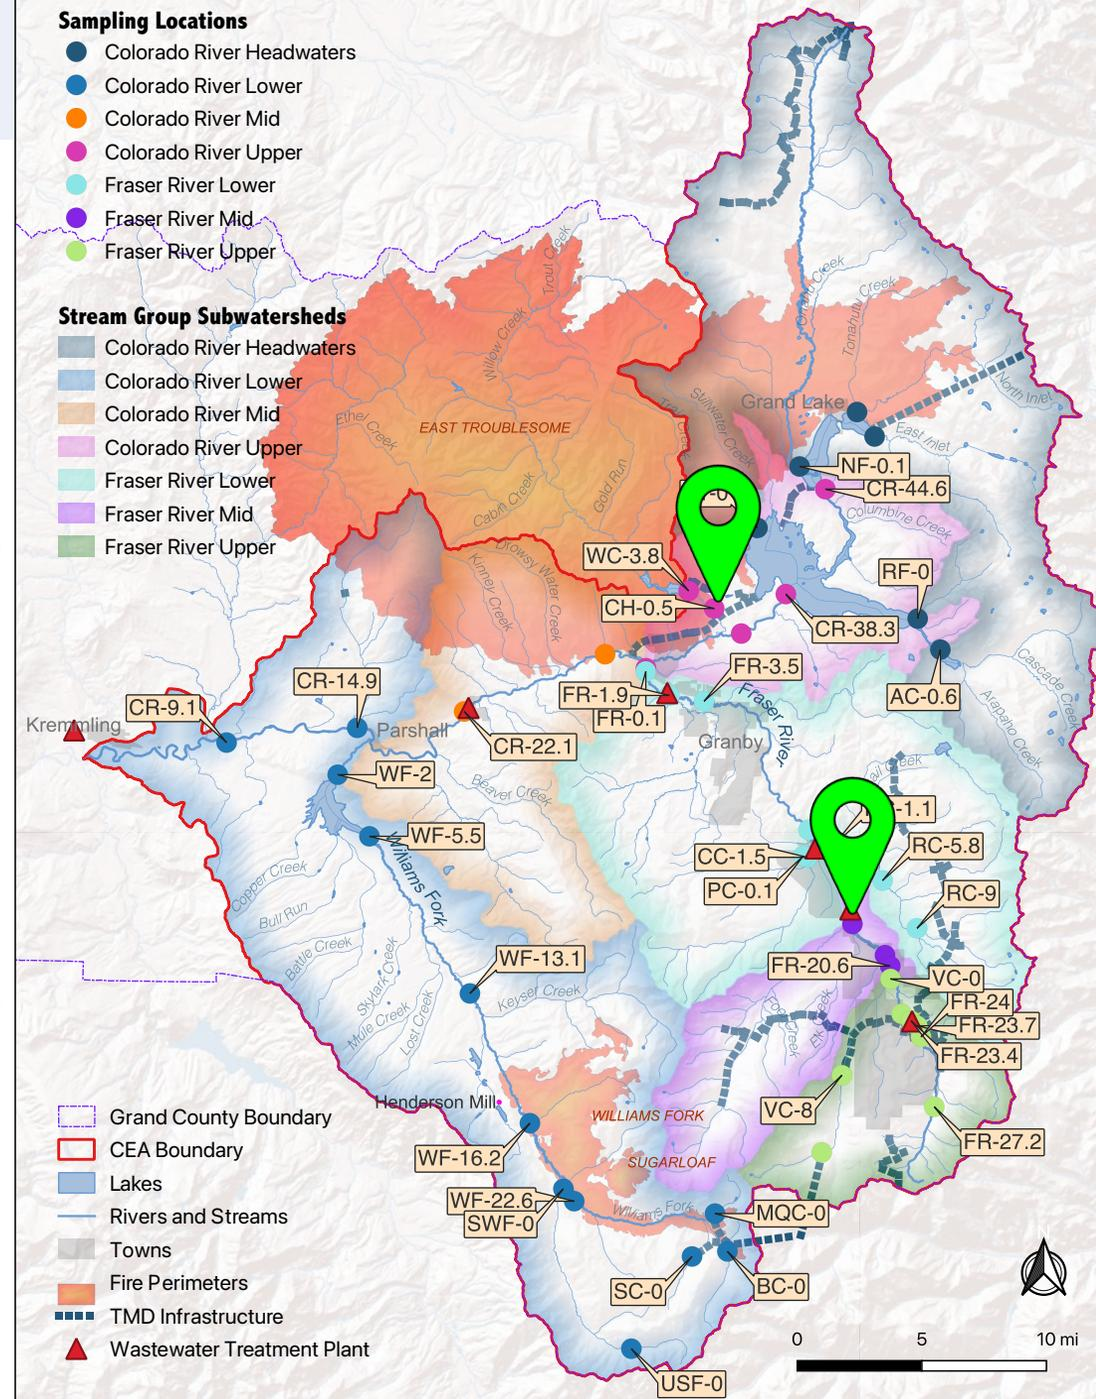 Sampling Locations
Colorado River Headwaters
Colorado River Lower
Colorado River Mid
Colorado River Upper
Fraser River Lower
Fraser River Mid
Fraser River Upper
Stream Group Subwatersheds
Colorado River Headwaters
Colorado River Lower
Colorado River Mid
Colorado River Upper
Fraser River Lower
Fraser River Mid
Fraser River Upper
Trout Creek
Willow Creek
Tonahutu Creek
North Inlet
Stillwater Creek
Grand Lake
Ethel Creek
EAST TROUBLESOME
East Inlet
Gold Run
NF-0.1
CR-44.6
Cabin Creek
Columbine Creek
WC-3.8
Drowsy Water Creek
Kinney Creek
RF-0
CH-0.5
CR-38.3
CR-14.9
FR-3.5
Cascade Creek
CR-9.1
FR-1.9
AC-0.6
Arapaho Creek
Kremmling
FR-0.1
Fraser River
Parshall
CR-22.1
Granby
WF-2
Beaver Creek
WF-5.5
Williams Fork
RC-5.8
CC-1.5
PC-0.1
RC-9
Copper Creek
Bull Run
Battle Creek
WF-13.1
FR-20.6
VC-0
Skylark Creek
Keyser Creek
FR-24
Mule Creek
Lost Creek
FR-23.7
FR-23.4
Henderson Mill
WILLIAMS FORK
VC-8
FR-27.2
WF-16.2
SUGARLOAF
WF-22.6
SWF-0
Williams Fork
MQC-0
SC-0
BC-0
USF-0
Grand County Boundary
CEA Boundary
Lakes
Rivers and Streams
Towns
Fire Perimeters
TMD Infrastructure
Wastewater Treatment Plant
0 5 10 mi